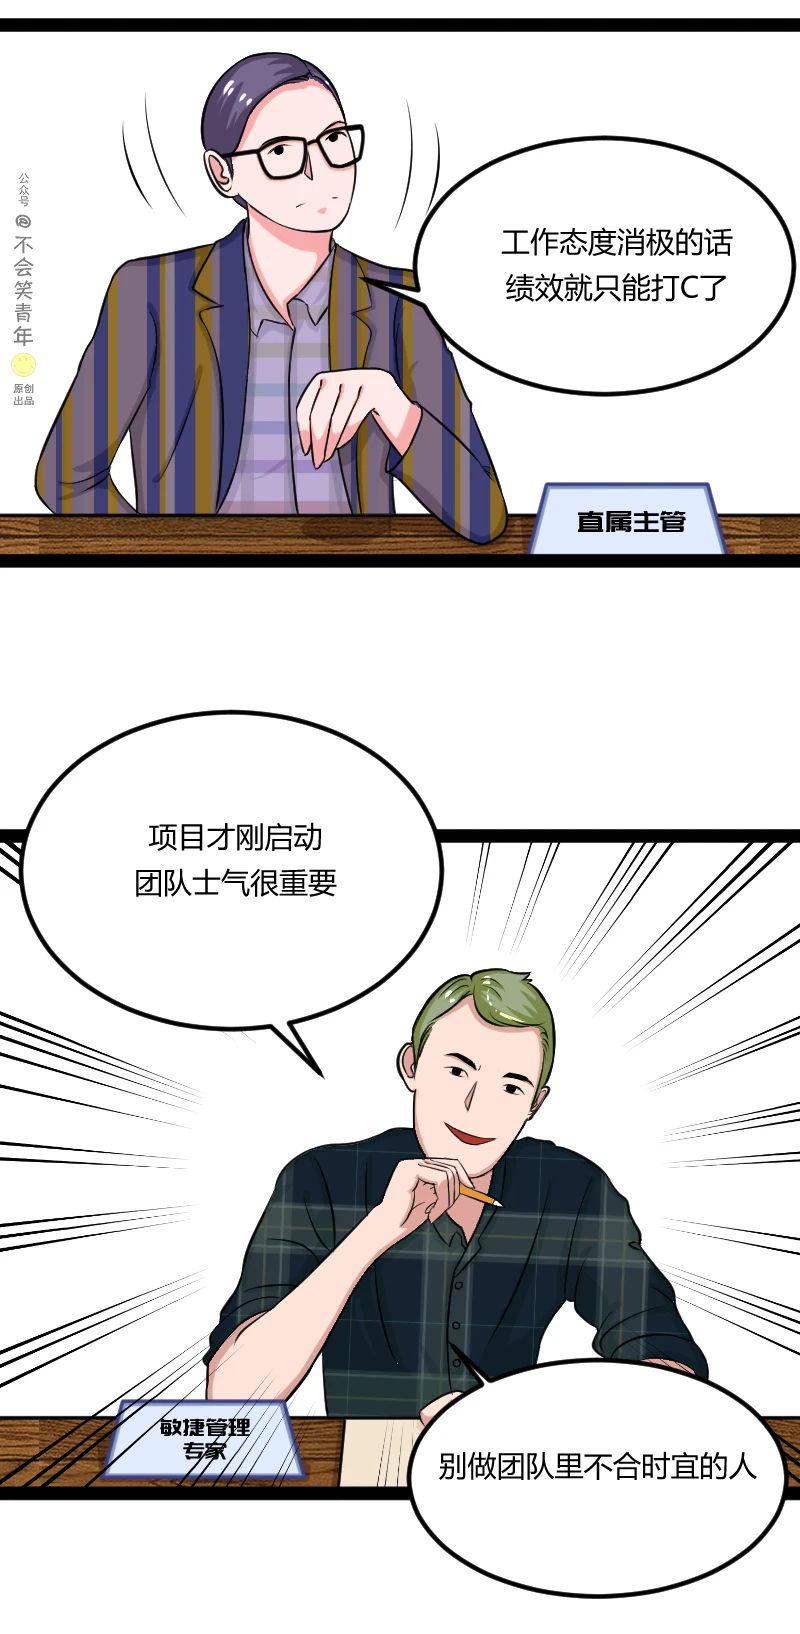 公众号
@不会笑青年
原创
出品
工作态度消极的话
绩效就只能打C了
直属主管
项目才刚启动
团队士气很重要
敏捷管理
专家
别做团队里不合时宜的人